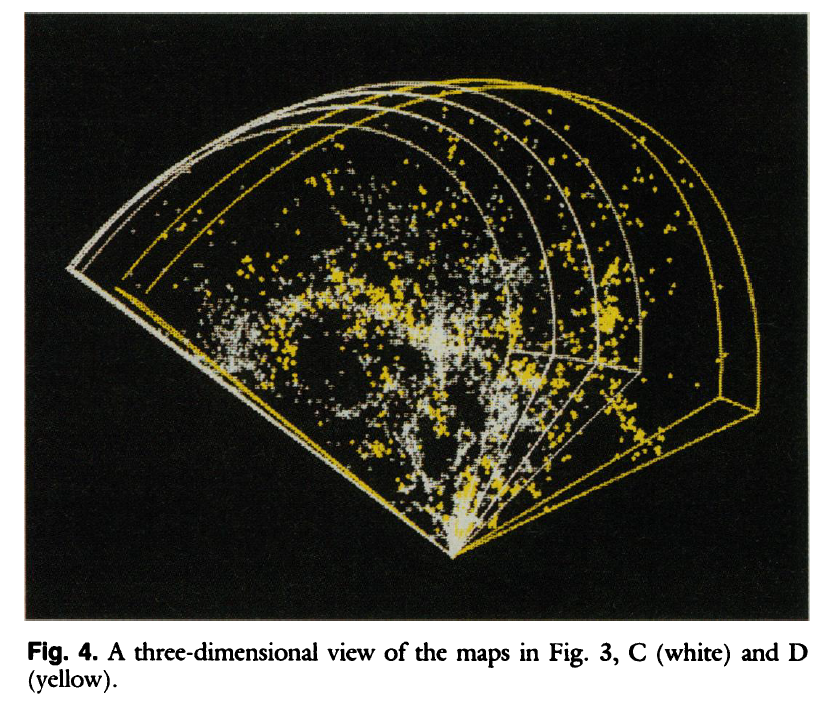 Fig. 4. A three-dimensional view of the maps in Fig. 3, C (white) and D
(yellow).